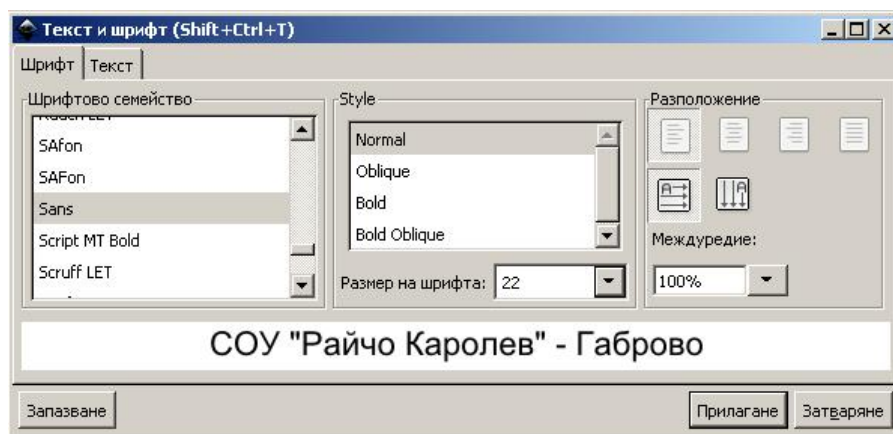 Текст и шрифт (Shift+Ctrl+T)
Шрифт Текст
Шрифтово семейство
SAfon
SAFon
Sans
Script MT Bold
Scruff LET
Style
Normal
Oblique
Bold
Bold Oblique
Размер на шрифта: 22
Разположение
Междуредие:
100%
СОУ "Райчо Каролев" - Габрово
Запазване Прилагане Затваряне